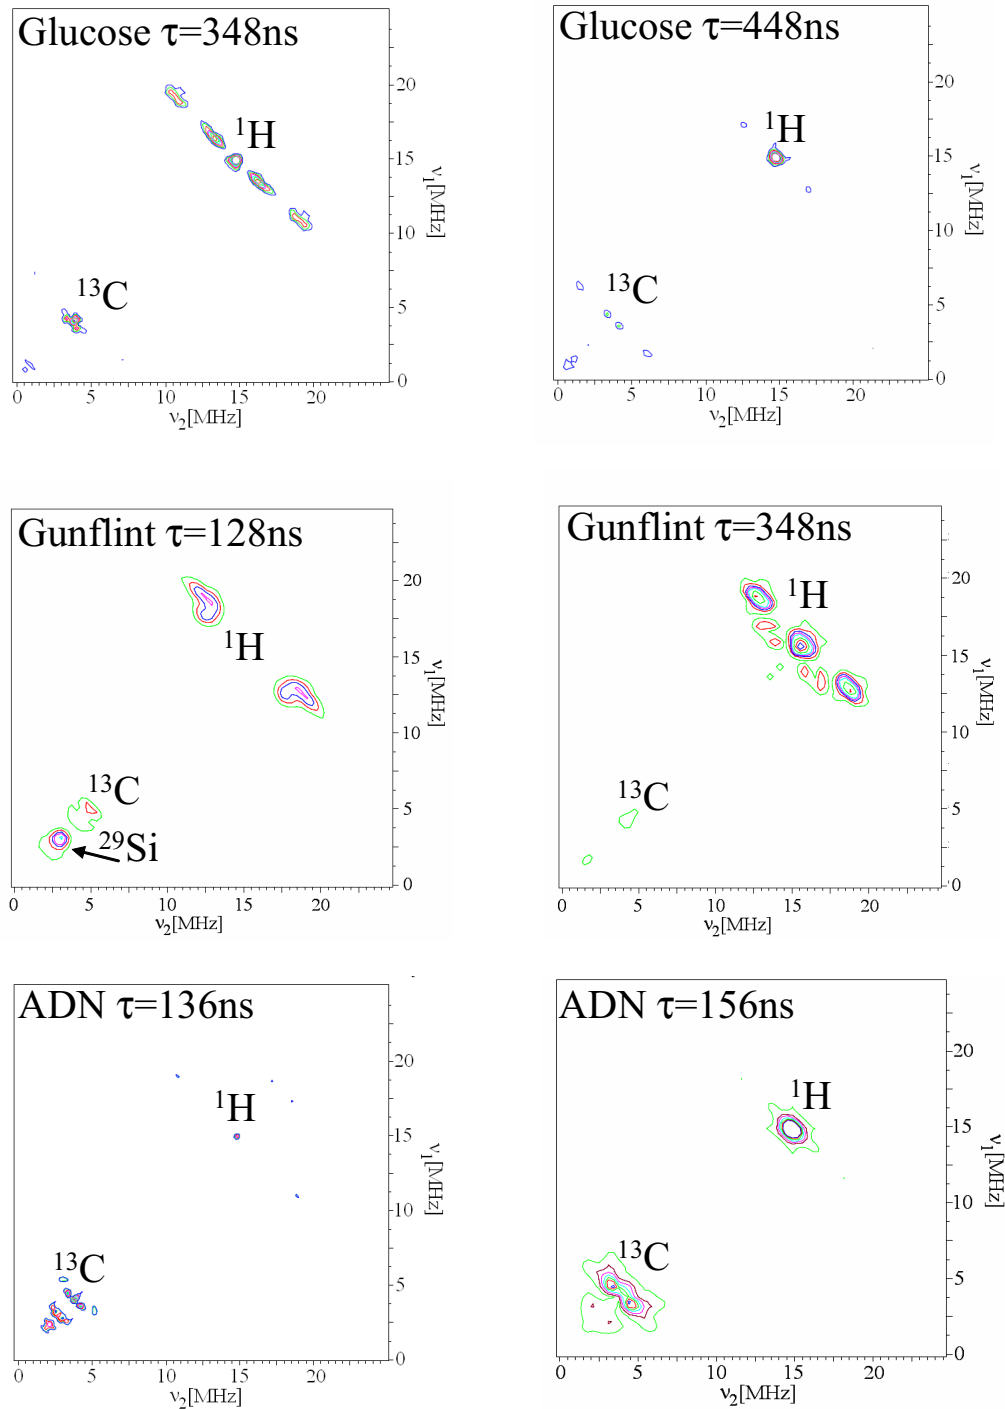 Glucose τ=348ns
¹H
¹³C
20
15
10
5
0
ν₁[MHz]
0 5 10 15 20
ν₂[MHz]
Glucose τ=448ns
¹H
¹³C
20
15
10
5
0
ν₁[MHz]
0 5 10 15 20
ν₂[MHz]
Gunflint τ=128ns
¹H
¹³C
²⁹Si
20
15
10
5
0
ν₁[MHz]
0 5 10 15 20
ν₂[MHz]
Gunflint τ=348ns
¹H
¹³C
20
15
10
5
0
ν₁[MHz]
0 5 10 15 20
ν₂[MHz]
ADN τ=136ns
¹H
¹³C
20
15
10
5
0
ν₁[MHz]
0 5 10 15 20
ν₂[MHz]
ADN τ=156ns
¹H
¹³C
20
15
10
5
0
ν₁[MHz]
0 5 10 15 20
ν₂[MHz]